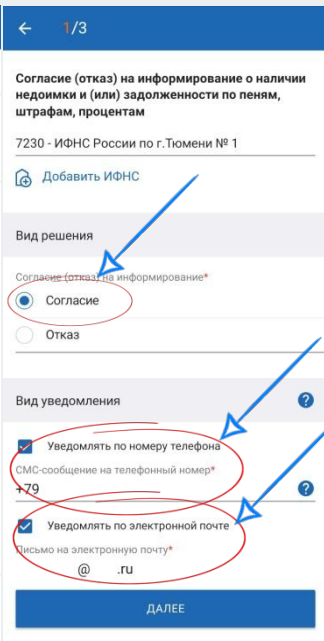 1/3
Согласие (отказ) на информирование о наличии
недоимки и (или) задолженности по пеням,
штрафам, процентам
7230 - ИФНС России по г.Тюмени № 1
Добавить ИФНС
Вид решения
Согласие (отказ) на информирование*
Согласие
Отказ
Вид уведомления ?
Уведомлять по номеру телефона
СМС-сообщение на телефонный номер*
+79 ?
Уведомлять по электронной почте
Письмо на электронную почту*
@ .ru
ДАЛЕЕ